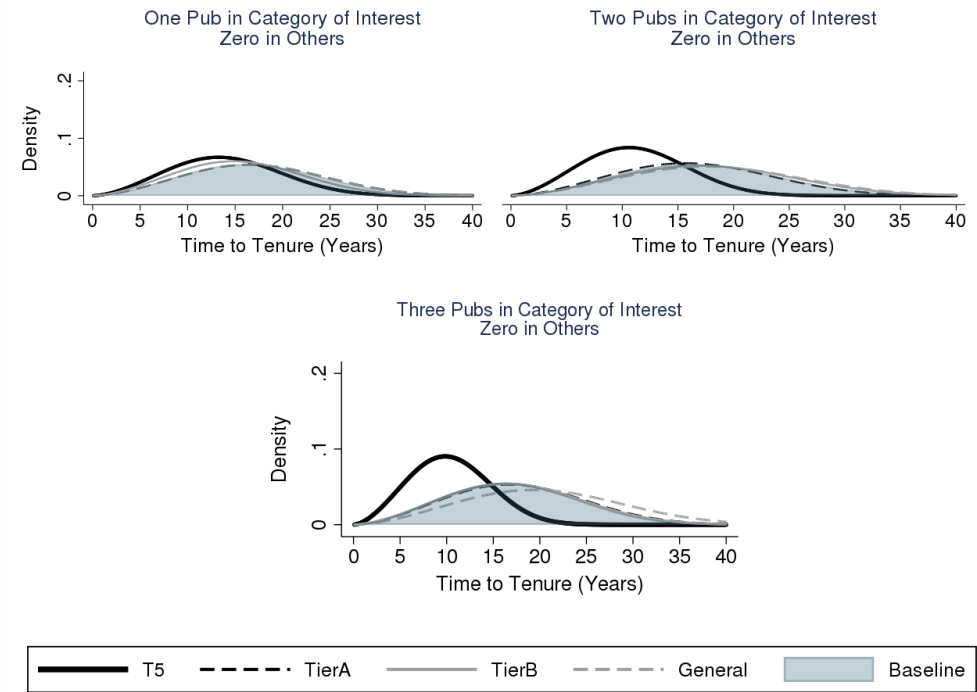 One Pub in Category of Interest
Zero in Others
Density
.2
.1
0
0 5 10 15 20 25 30 35 40
Time to Tenure (Years)
Two Pubs in Category of Interest
Zero in Others
0 5 10 15 20 25 30 35 40
Time to Tenure (Years)
Three Pubs in Category of Interest
Zero in Others
Density
.2
.1
0
0 5 10 15 20 25 30 35 40
Time to Tenure (Years)
T5 TierA TierB General Baseline